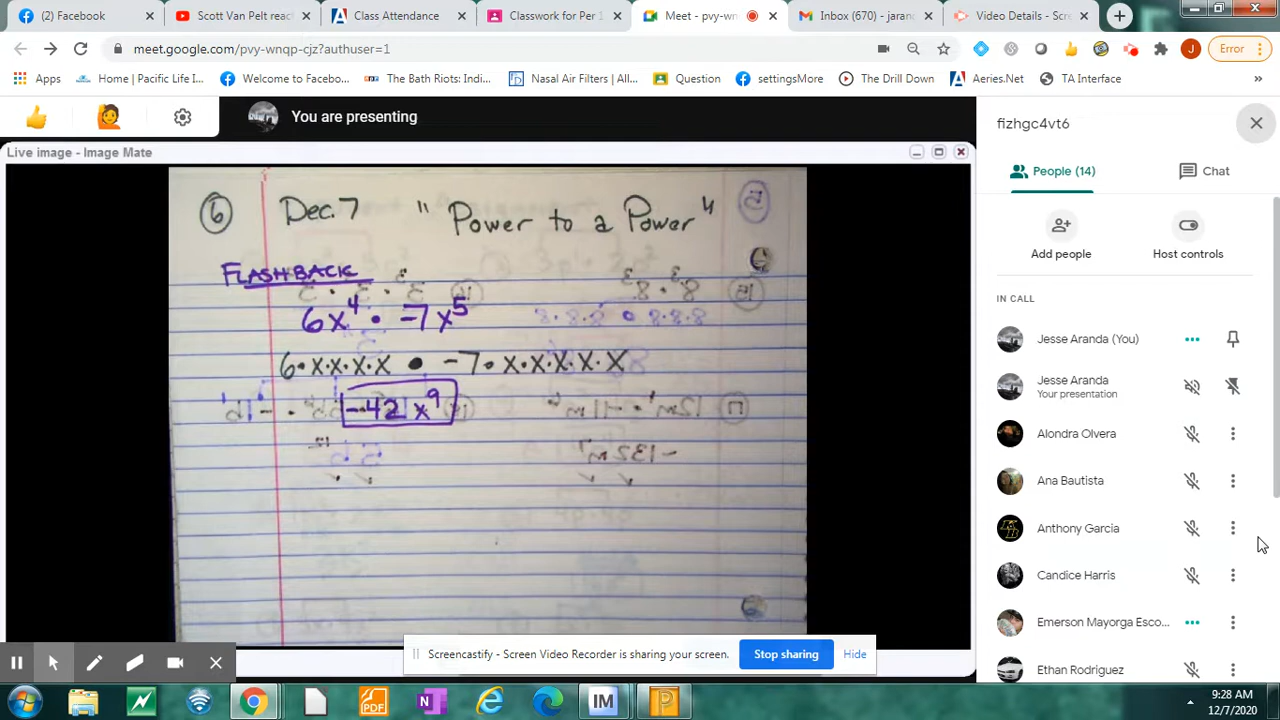 Facebook
Scott Van Pelt react
Class Attendance
Classwork for Per 1
Meet - pvy-wnqp-
Inbox (670) - jaran
Video Details - Scre
meet.google.com/pvy-wnqp-cjz?authuser=1
J
Error
Apps
Home | Pacific Life I...
Welcome to Facebo...
The Bath Riots: Indi...
Nasal Air Filters | All...
Question
settingsMore
The Drill Down
Aeries.Net
TA Interface
»
You are presenting
fizhgc4vt6
Live image - Image Mate
People (14)
Chat
Add people
Host controls
IN CALL
Jesse Aranda (You)
Jesse Aranda
Your presentation
Alondra Olvera
Ana Bautista
Anthony Garcia
Candice Harris
Emerson Mayorga Esco...
Ethan Rodriguez
6 Dec. 7 "Power to a Power"
FLASHBACK
6x⁴ • -7x⁵
6•x•x•x•x • -7•x•x•x•x•x
-42x⁹
Screencastify - Screen Video Recorder is sharing your screen.
Stop sharing
Hide
IM
9:28 AM
12/7/2020